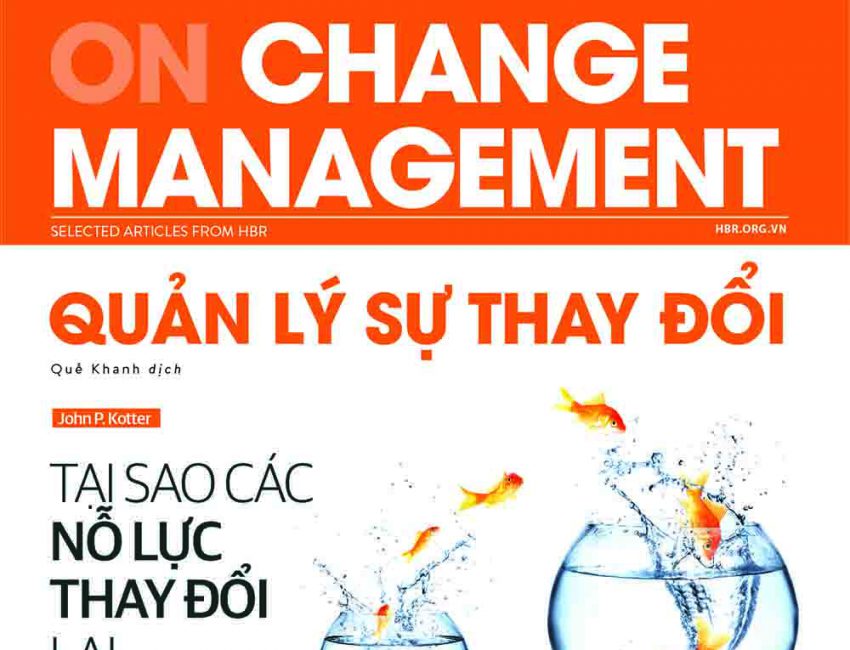 ON CHANGE
MANAGEMENT
SELECTED ARTICLES FROM HBR
HBR.ORG.VN
QUẢN LÝ SỰ THAY ĐỔI
Quế Khanh dịch
John P. Kotter
TẠI SAO CÁC
NỖ LỰC
THAY ĐỔI